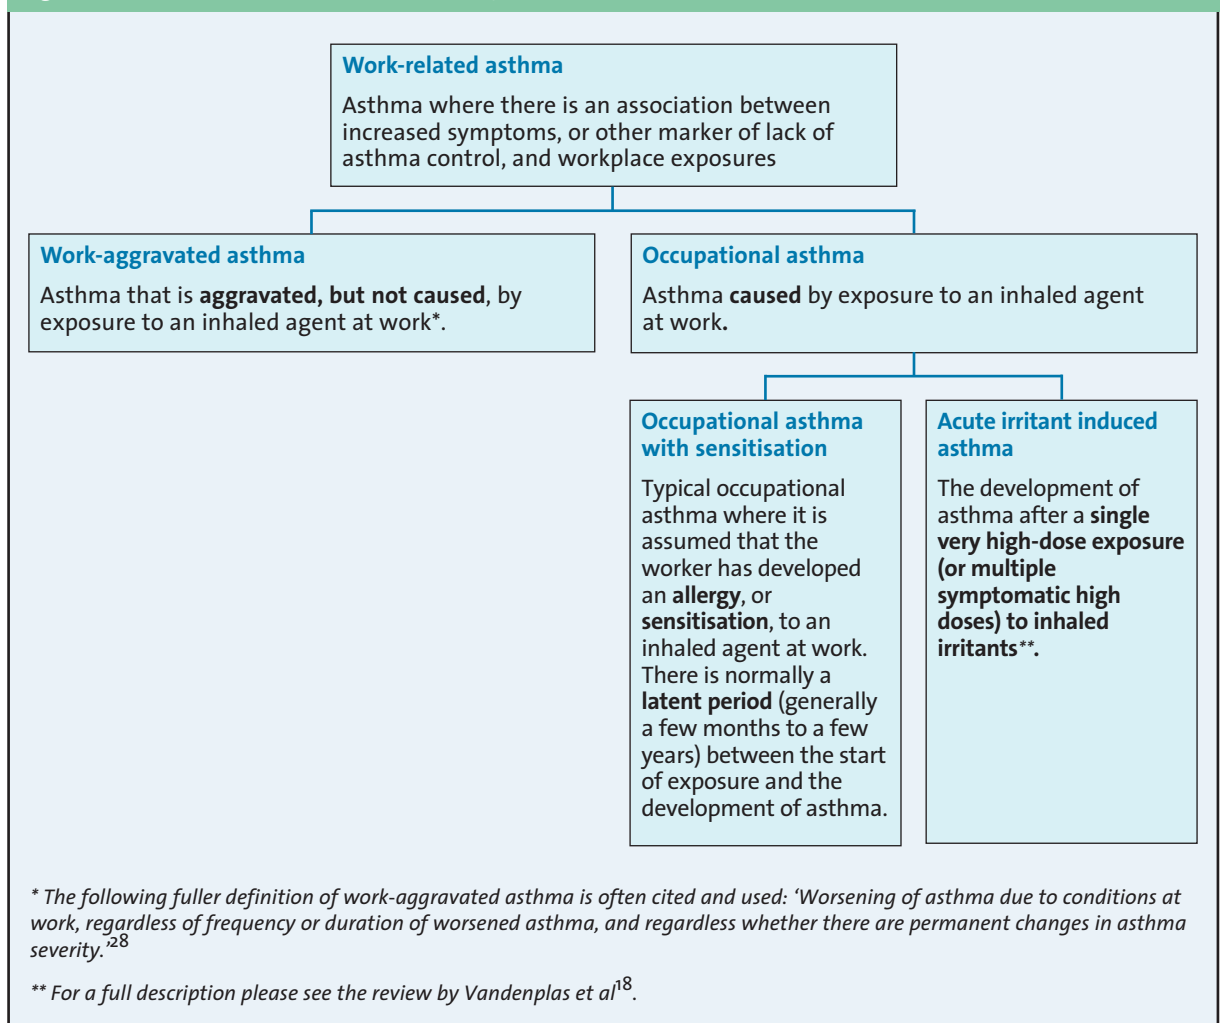 Work-related asthma
Asthma where there is an association between
increased symptoms, or other marker of lack of
asthma control, and workplace exposures
Work-aggravated asthma
Asthma that is aggravated, but not caused, by
exposure to an inhaled agent at work*.
Occupational asthma
Asthma caused by exposure to an inhaled agent
at work.
Occupational asthma
with sensitisation
Typical occupational
asthma where it is
assumed that the
worker has developed
an allergy, or
sensitisation, to an
inhaled agent at work.
There is normally a
latent period (generally
a few months to a few
years) between the start
of exposure and the
development of asthma.
Acute irritant induced
asthma
The development of
asthma after a single
very high-dose exposure
(or multiple
symptomatic high
doses) to inhaled
irritants**.
* The following fuller definition of work-aggravated asthma is often cited and used: ‘Worsening of asthma due to conditions at
work, regardless of frequency or duration of worsened asthma, and regardless whether there are permanent changes in asthma
severity.’28
** For a full description please see the review by Vandenplas et al18.